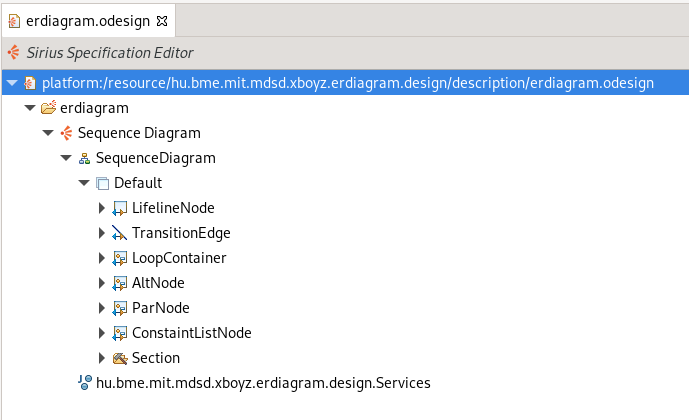 erdiagram.odesign
Sirius Specification Editor
platform:/resource/hu.bme.mit.mdsd.xboyz.erdiagram.design/description/erdiagram.odesign
erdiagram
Sequence Diagram
SequenceDiagram
Default
LifelineNode
TransitionEdge
LoopContainer
AltNode
ParNode
ConstaintListNode
Section
hu.bme.mit.mdsd.xboyz.erdiagram.design.Services